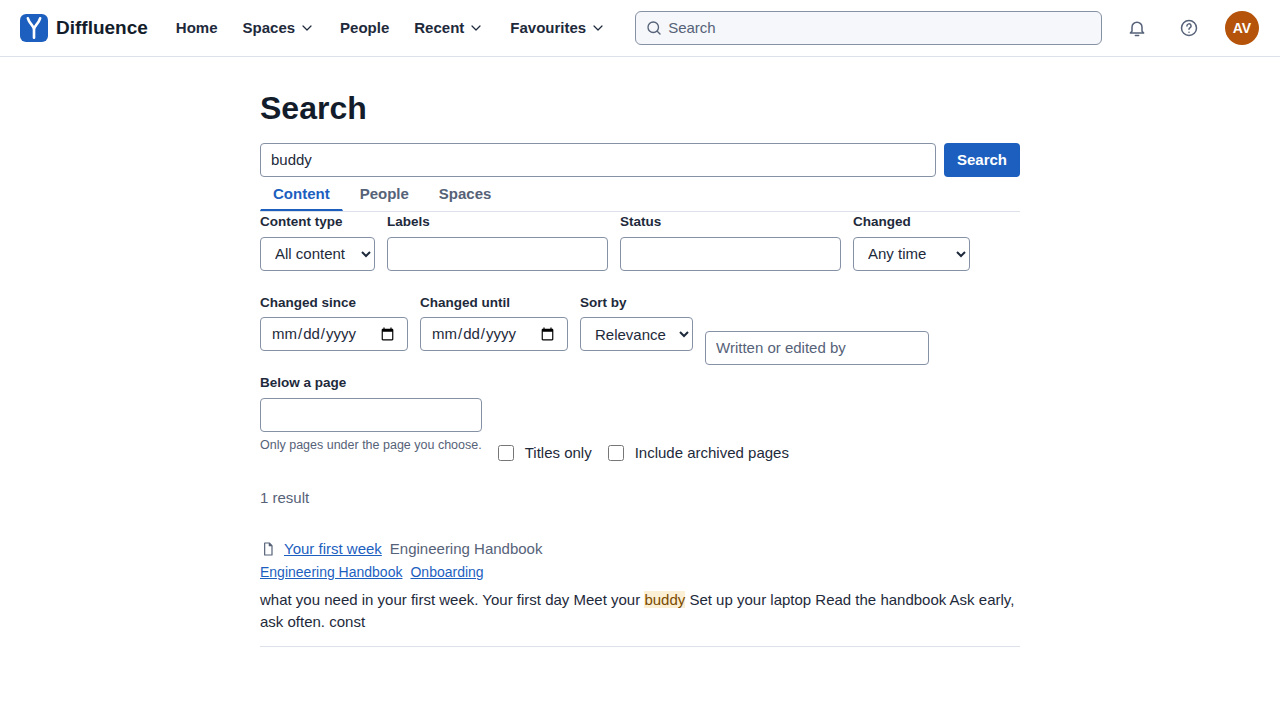 Diffluence Home Spaces People Recent Favourites Search AV
Search
buddy Search
Content People Spaces
Content type Labels Status Changed
All content Any time
Changed since Changed until Sort by
mm/dd/yyyy mm/dd/yyyy Relevance Written or edited by
Below a page
Only pages under the page you choose. Titles only Include archived pages
1 result
Your first week Engineering Handbook
Engineering Handbook Onboarding
what you need in your first week. Your first day Meet your buddy Set up your laptop Read the handbook Ask early,
ask often. const